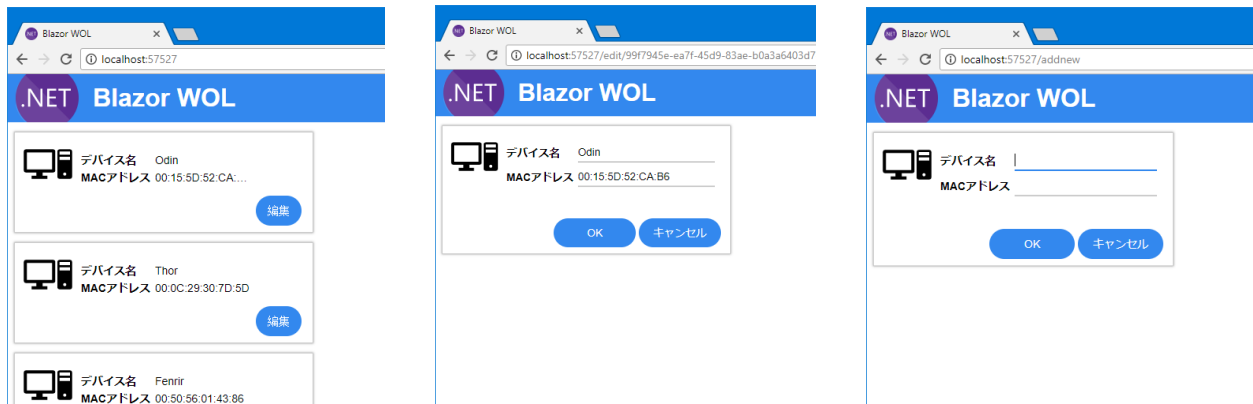 Blazor WOL
localhost:57527
.NET Blazor WOL
デバイス名 Odin
MACアドレス 00:15:5D:52:CA:...
編集
デバイス名 Thor
MACアドレス 00:0C:29:30:7D:5D
編集
デバイス名 Fenrir
MACアドレス 00:50:56:01:43:86
Blazor WOL
localhost:57527/edit/99f7945e-ea7f-45d9-83ae-b0a3a6403d7
.NET Blazor WOL
デバイス名 Odin
MACアドレス 00:15:5D:52:CA:B6
OK キャンセル
Blazor WOL
localhost:57527/addnew
.NET Blazor WOL
デバイス名
MACアドレス
OK キャンセル